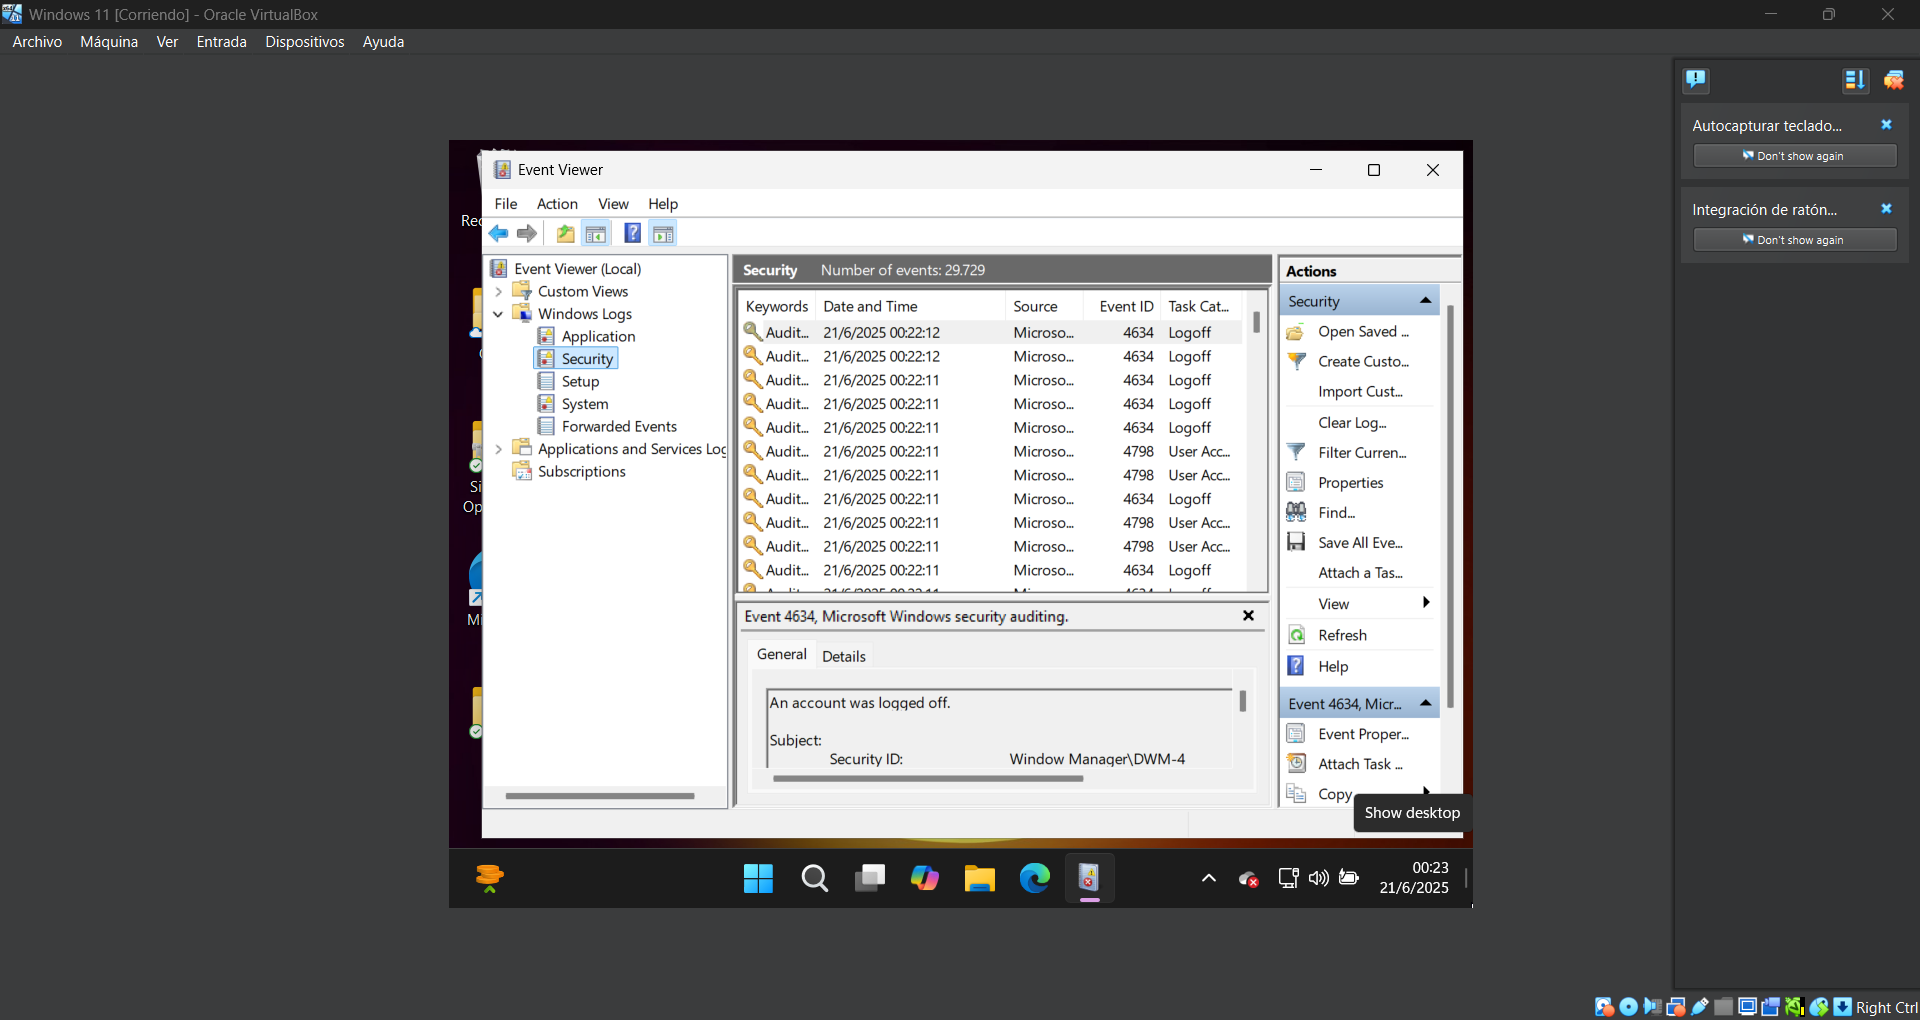 Windows 11 [Corriendo] - Oracle VirtualBox
Archivo Máquina Ver Entrada Dispositivos Ayuda
Autocapturar teclado...
Don't show again
Integración de ratón...
Don't show again
Event Viewer
File Action View Help
Event Viewer (Local)
Custom Views
Windows Logs
Application
Security
Setup
System
Forwarded Events
Applications and Services Log
Subscriptions
Security Number of events: 29.729
Keywords Date and Time Source Event ID Task Cat...
Audit... 21/6/2025 00:22:12 Microso... 4634 Logoff
Audit... 21/6/2025 00:22:12 Microso... 4634 Logoff
Audit... 21/6/2025 00:22:11 Microso... 4634 Logoff
Audit... 21/6/2025 00:22:11 Microso... 4634 Logoff
Audit... 21/6/2025 00:22:11 Microso... 4634 Logoff
Audit... 21/6/2025 00:22:11 Microso... 4798 User Acc...
Audit... 21/6/2025 00:22:11 Microso... 4798 User Acc...
Audit... 21/6/2025 00:22:11 Microso... 4634 Logoff
Audit... 21/6/2025 00:22:11 Microso... 4798 User Acc...
Audit... 21/6/2025 00:22:11 Microso... 4798 User Acc...
Audit... 21/6/2025 00:22:11 Microso... 4634 Logoff
Event 4634, Microsoft Windows security auditing.
General Details
An account was logged off.
Subject:
Security ID: Window Manager\DWM-4
Actions
Security
Open Saved ...
Create Custo...
Import Cust...
Clear Log...
Filter Curren...
Properties
Find...
Save All Eve...
Attach a Tas...
View
Refresh
Help
Event 4634, Micr...
Event Proper...
Attach Task ...
Copy
Show desktop
Rec
Si
Op
Mi
00:23
21/6/2025
Right Ctrl